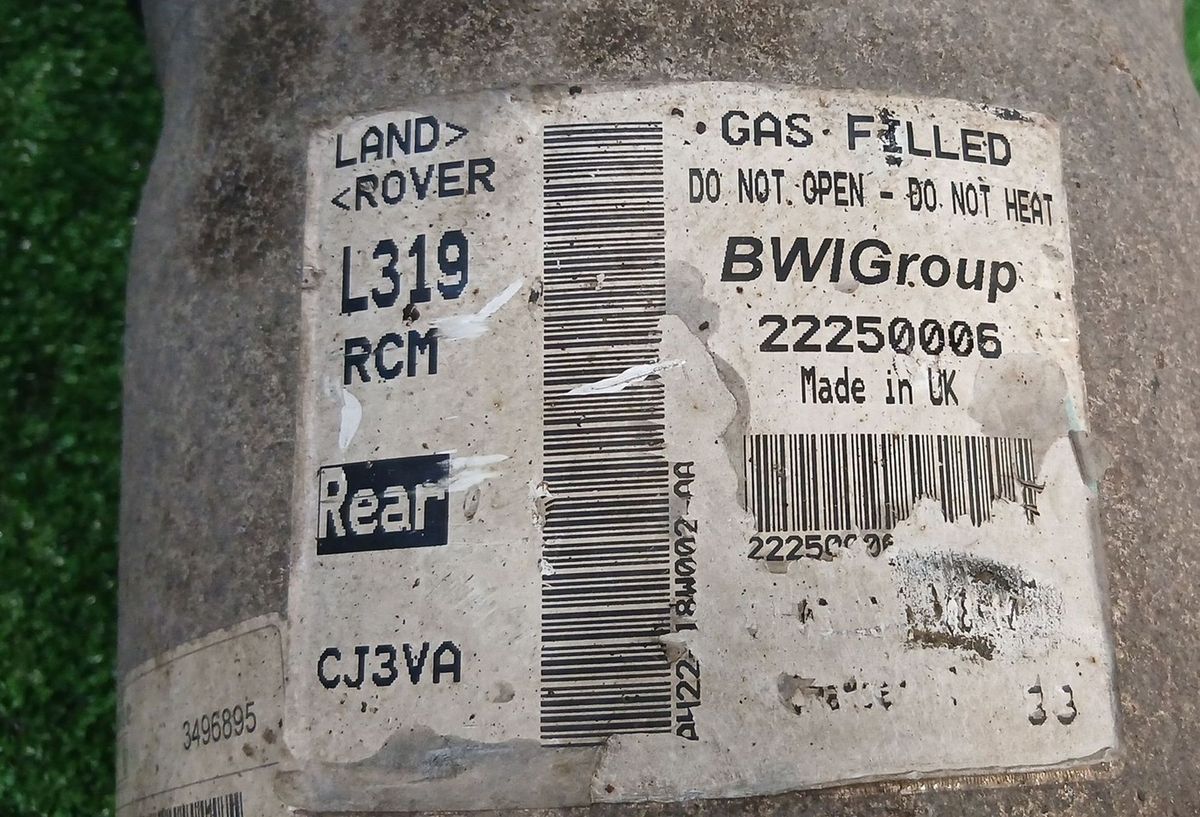 LAND>
<ROVER
L319
RCM
Rear
CJ3VA
AH22-18W002-AA
GAS FILLED
DO NOT OPEN - DO NOT HEAT
BWIGroup
22250006
Made in UK
22250006
33
3496895